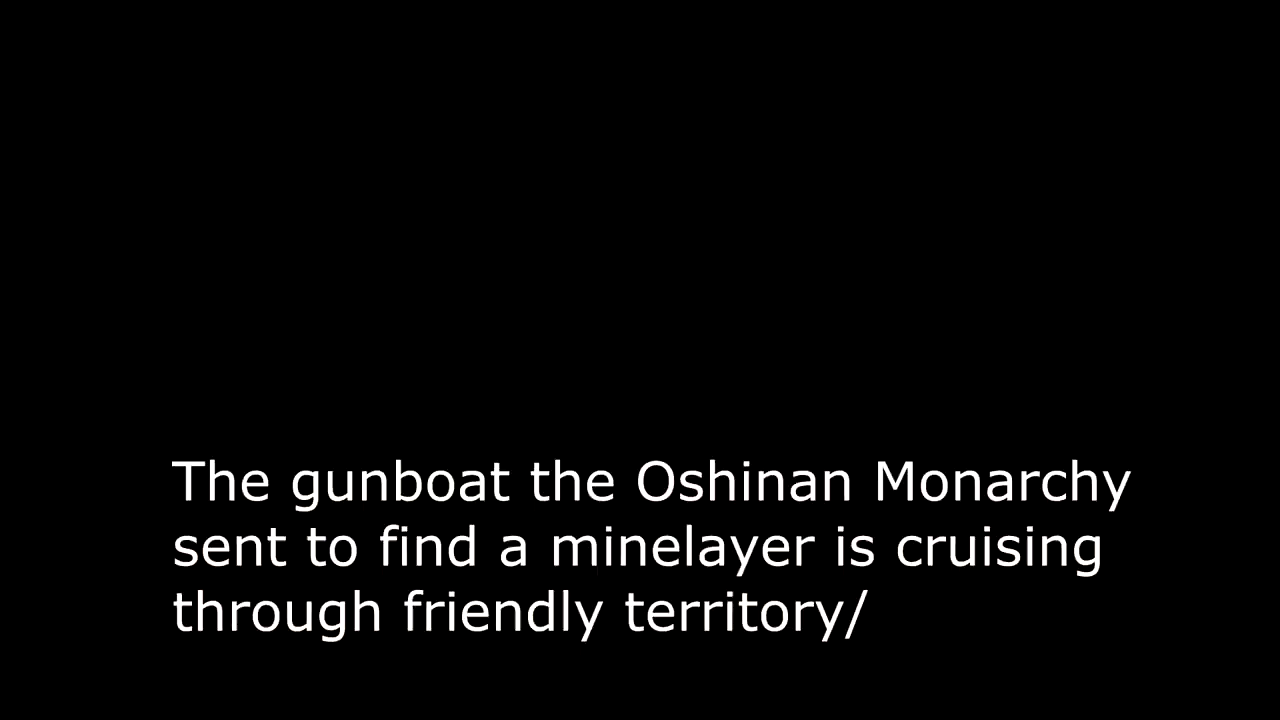 The gunboat the Oshinan Monarchy
sent to find a minelayer is cruising
through friendly territory/